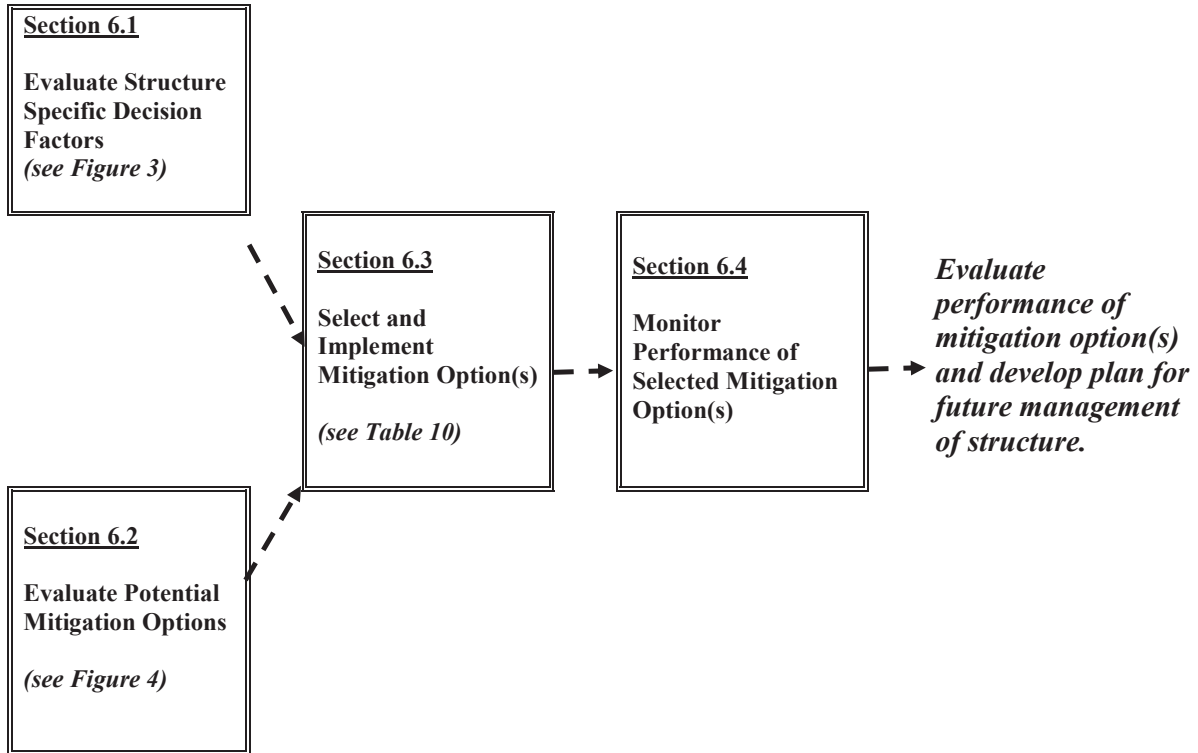 Section 6.1
Evaluate Structure
Specific Decision
Factors
(see Figure 3)
Section 6.2
Evaluate Potential
Mitigation Options
(see Figure 4)
Section 6.3
Select and
Implement
Mitigation Option(s)
(see Table 10)
Section 6.4
Monitor
Performance of
Selected Mitigation
Option(s)
Evaluate
performance of
mitigation option(s)
and develop plan for
future management
of structure.